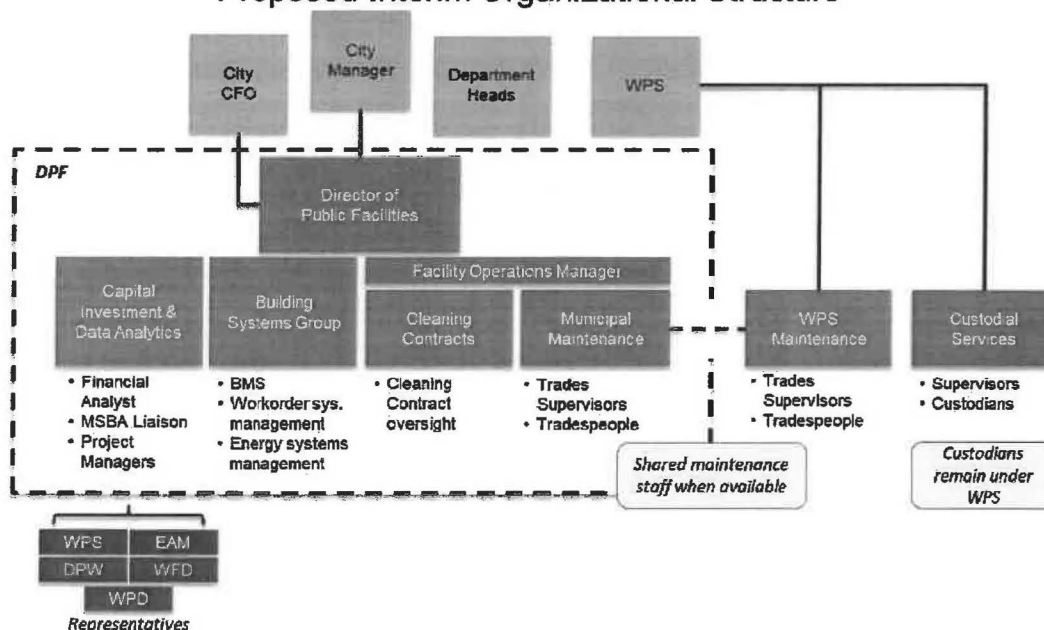 Proposed Interim Organizational Structure
City
CFO
City
Manager
Department
Heads
WPS
DPF
Director of
Public Facilities
Facility Operations Manager
Capital
Investment &
Data Analytics
Building
Systems Group
Cleaning
Contracts
Municipal
Maintenance
WPS
Maintenance
Custodial
Services
• Financial
Analyst
• MSBA Liaison
• Project
Managers
• BMS
• Workorder sys.
management
• Energy systems
management
• Cleaning
Contract
oversight
• Trades
Supervisors
• Tradespeople
• Trades
Supervisors
• Tradespeople
• Supervisors
• Custodians
Shared maintenance
staff when available
Custodians
remain under
WPS
WPS
EAM
DPW
WFD
WPD
Representatives